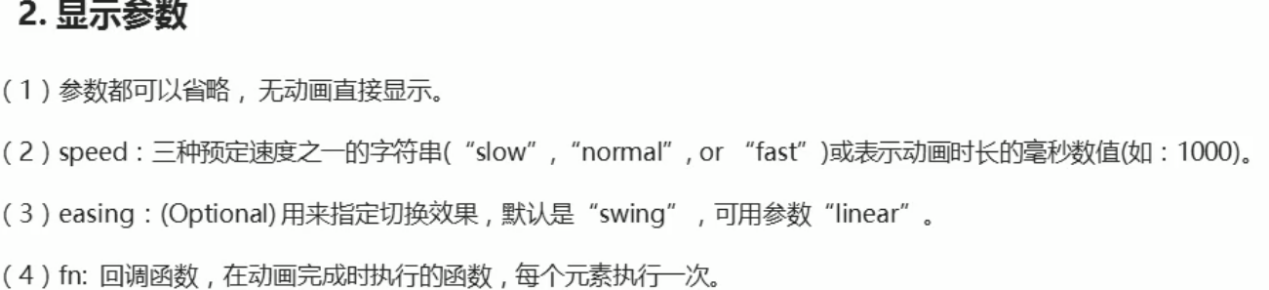 2. 显示参数
（1）参数都可以省略，无动画直接显示。
（2）speed：三种预定速度之一的字符串(“slow”,“normal”, or “fast”)或表示动画时长的毫秒数值(如：1000)。
（3）easing：(Optional) 用来指定切换效果，默认是“swing”，可用参数“linear”。
（4）fn: 回调函数，在动画完成时执行的函数，每个元素执行一次。